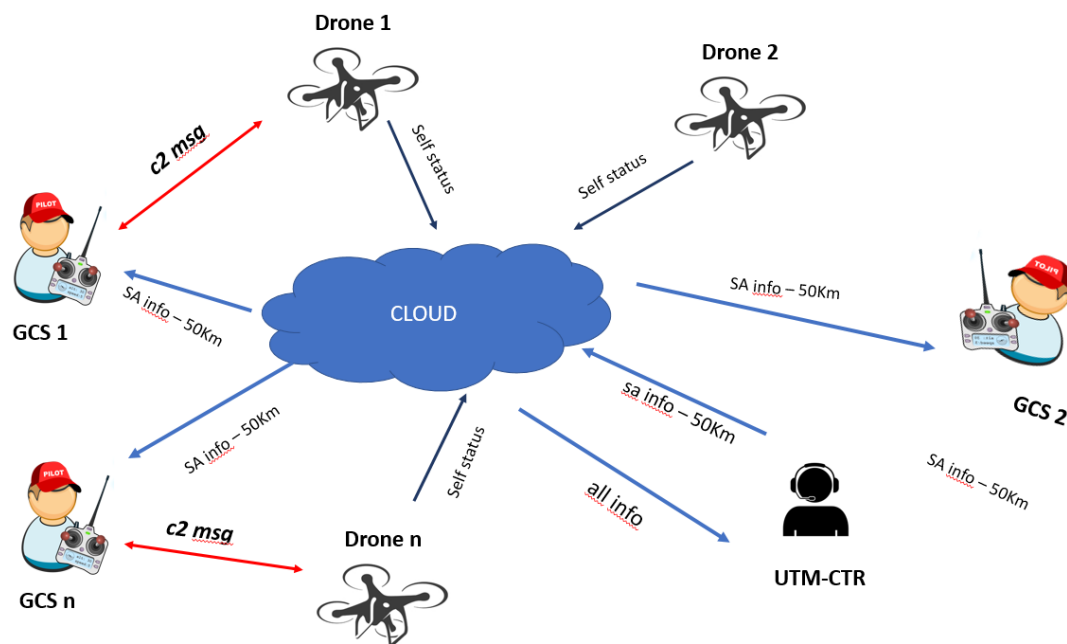 Drone 1
Drone 2
c2 msg
Self status
Self status
PILOT
PILOT
SA info – 50Km
GCS 1
CLOUD
SA info – 50Km
GCS 2
sa info – 50Km
SA info – 50Km
SA info – 50Km
Self status
all info
PILOT
c2 msg
Drone n
UTM-CTR
GCS n